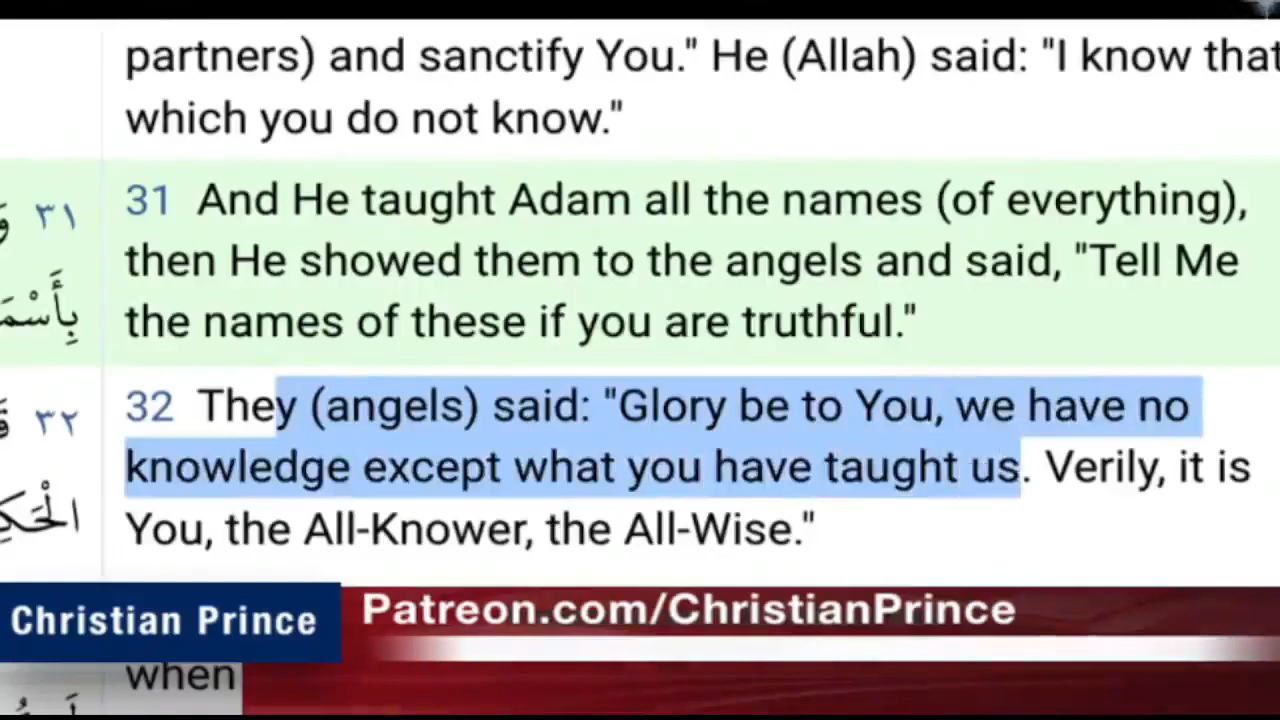 partners) and sanctify You." He (Allah) said: "I know that
which you do not know."
٣١
31 And He taught Adam all the names (of everything),
then He showed them to the angels and said, "Tell Me
بِأَسْمَ
the names of these if you are truthful."
٣٢
32 They (angels) said: "Glory be to You, we have no
knowledge except what you have taught us. Verily, it is
الْحَكِ
You, the All-Knower, the All-Wise."
Christian Prince
Patreon.com/ChristianPrince
when